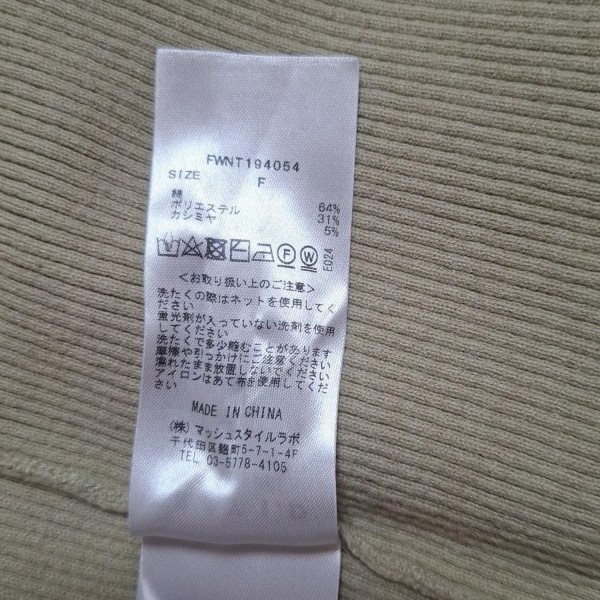 FWNT194054
SIZE F
綿 64%
ポリエステル 31%
カシミヤ 5%
E024
<お取り扱い上のご注意>
洗たくの際はネットを使用してく
ださい
蛍光剤が入っていない洗剤を使用
してください
洗たくで多少縮むことがあります
摩擦や引っかけにご注意ください
濡れたまま放置しないでください
アイロンはあて布を使用してくだ
さい
MADE IN CHINA
(株)マッシュスタイルラボ
千代田区麹町5-7-1-4F
TEL 03-5778-4105